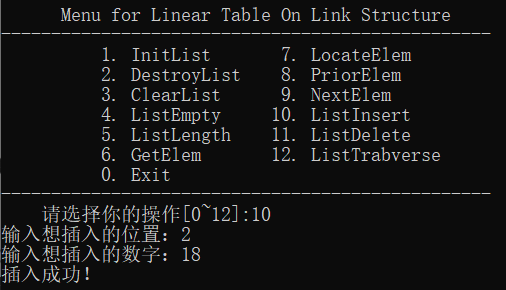 Menu for Linear Table On Link Structure
-------------------------------------------------
1. InitList 7. LocateElem
2. DestroyList 8. PriorElem
3. ClearList 9. NextElem
4. ListEmpty 10. ListInsert
5. ListLength 11. ListDelete
6. GetElem 12. ListTrabverse
0. Exit
-------------------------------------------------
请选择你的操作[0~12]:10
输入想插入的位置：2
输入想插入的数字：18
插入成功！